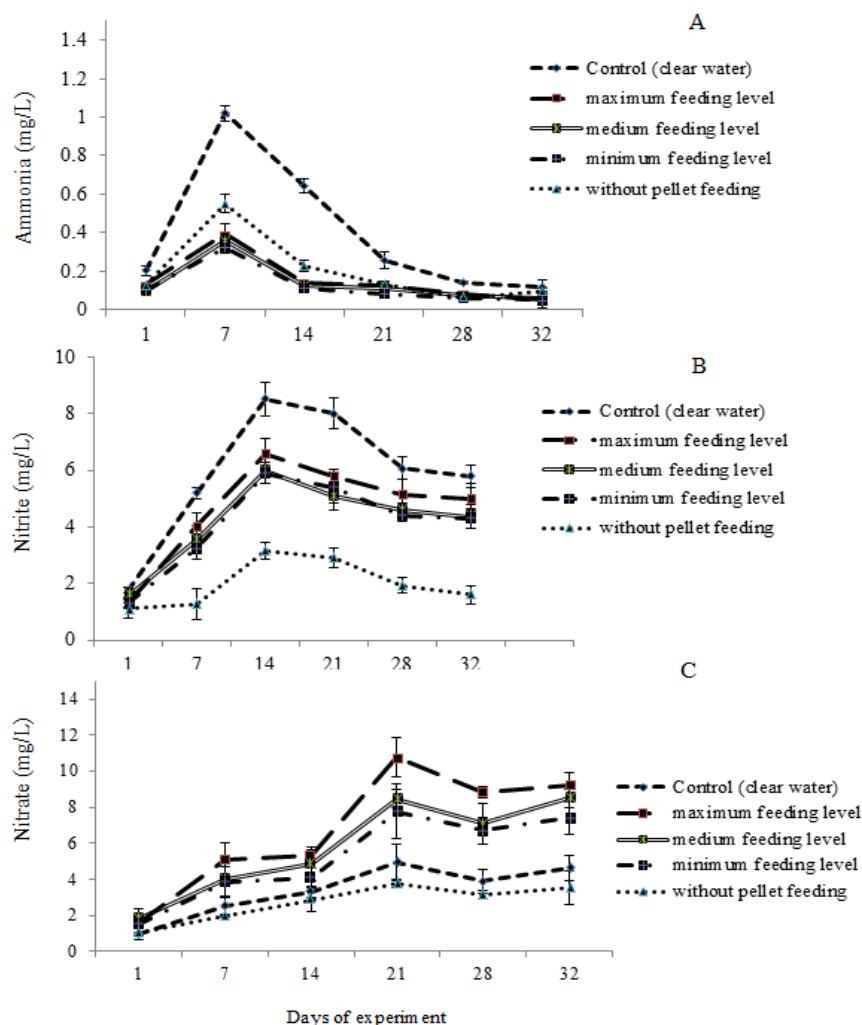 A
1.4
1.2
1
0.8
0.6
0.4
0.2
0
Ammonia (mg/L)
1 7 14 21 28 32
Control (clear water)
maximum feeding level
medium feeding level
minimum feeding level
without pellet feeding
B
10
8
6
4
2
0
Nitrite (mg/L)
1 7 14 21 28 32
Control (clear water)
maximum feeding level
medium feeding level
minimum feeding level
without pellet feeding
C
14
12
10
8
6
4
2
0
Nitrate (mg/L)
1 7 14 21 28 32
Control (clear water)
maximum feeding level
medium feeding level
minimum feeding level
without pellet feeding
Days of experiment